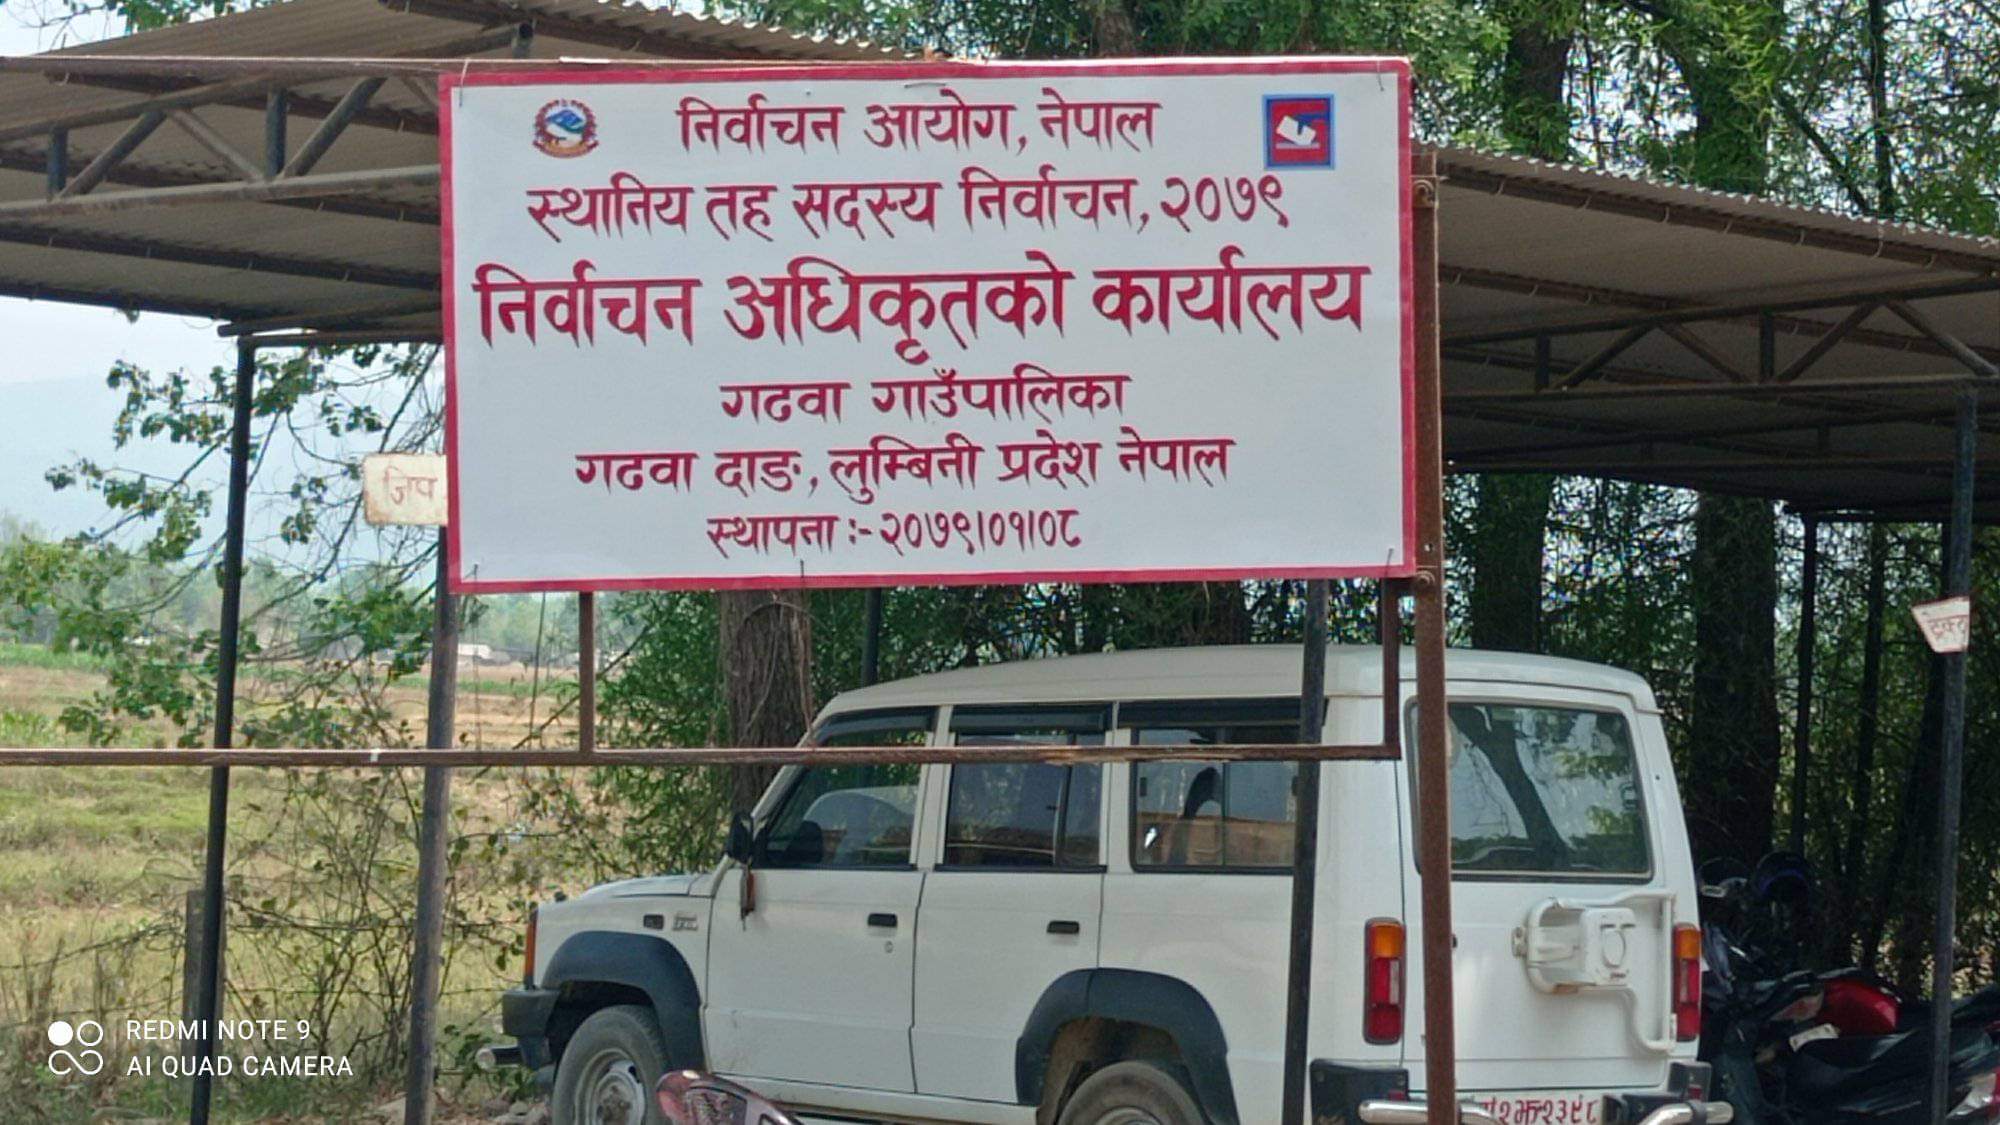 निर्वाचन आयोग, नेपाल
स्थानिय तह सदस्य निर्वाचन, २०७९
निर्वाचन अधिकृतको कार्यालय
गढवा गाउँपालिका
गढवा दाङ, लुम्बिनी प्रदेश नेपाल
स्थापना :- २०७९।०१।०८
जिप
REDMI NOTE 9
AI QUAD CAMERA